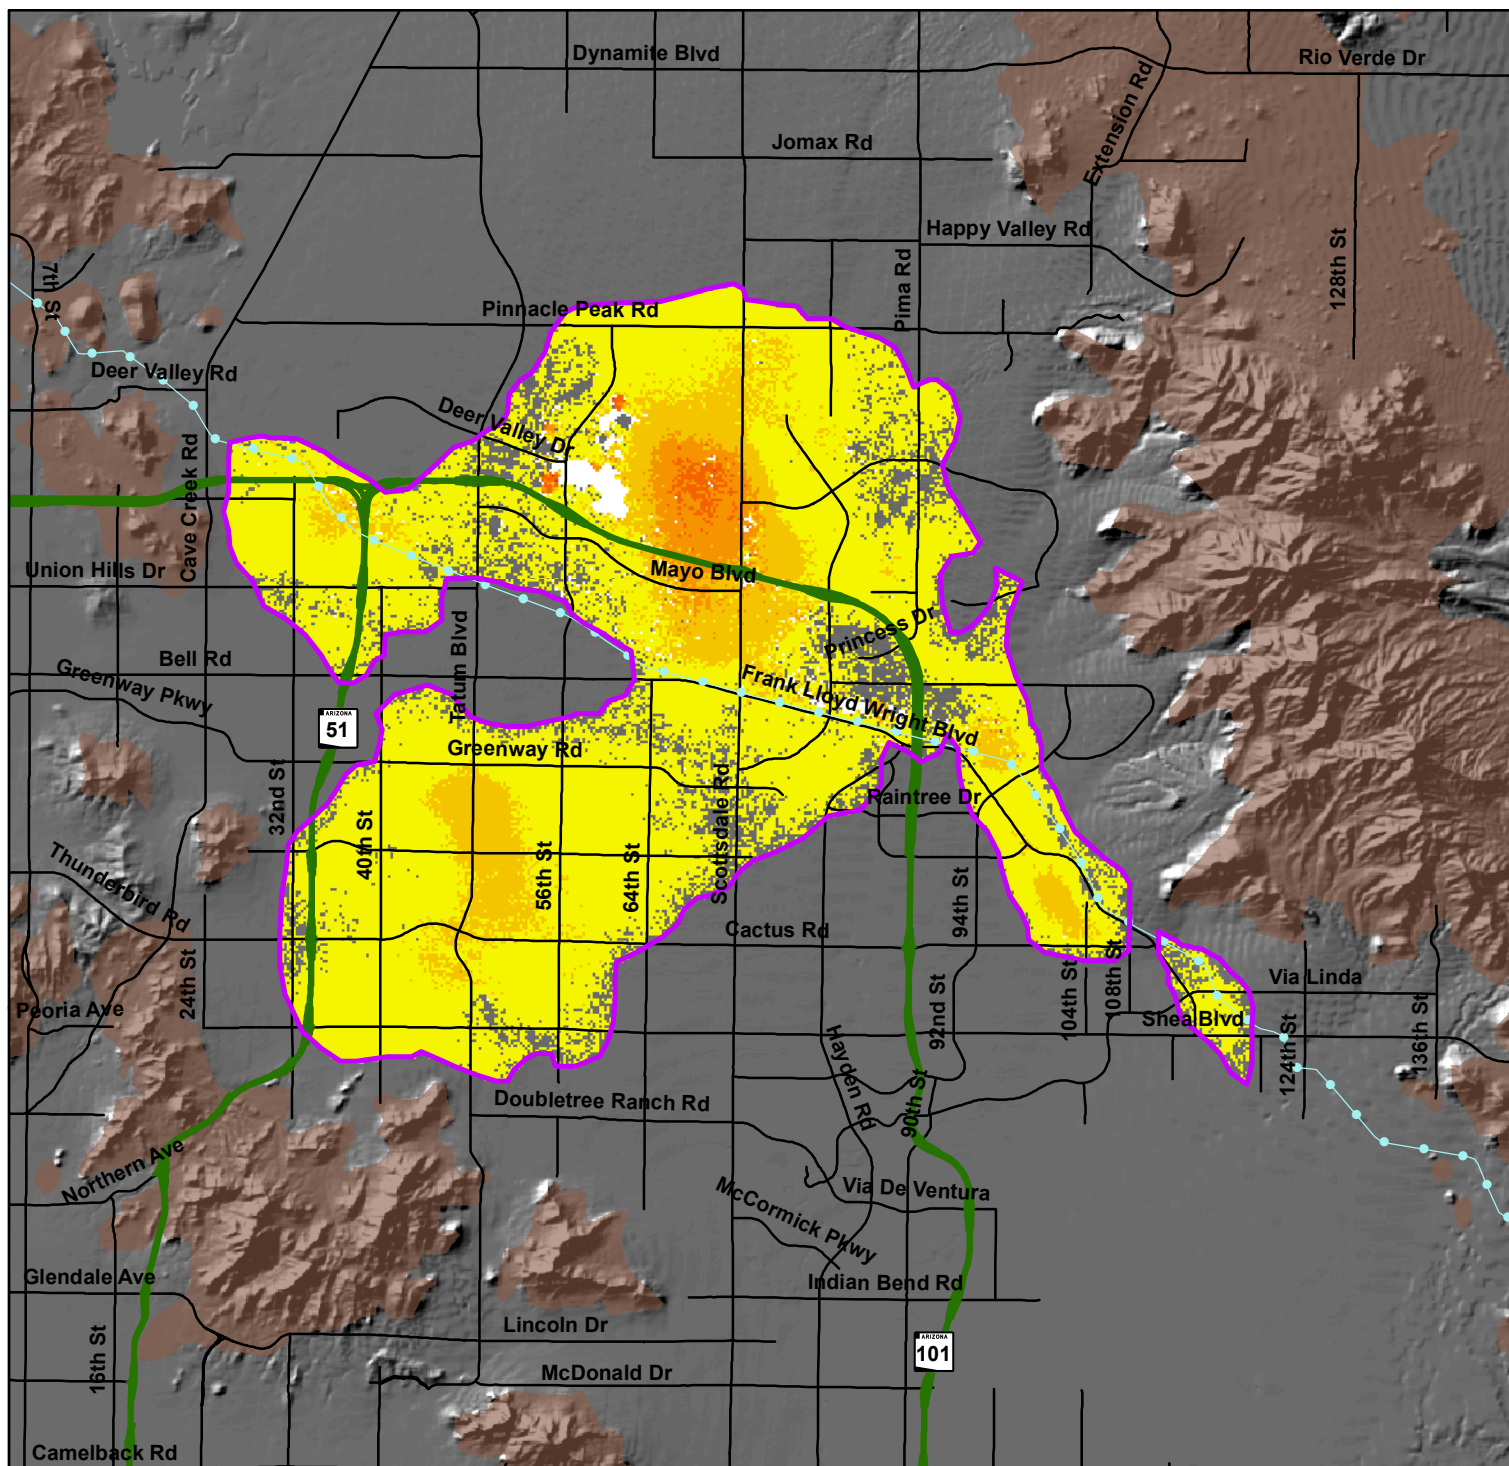 Dynamite Blvd
Rio Verde Dr
Extension Rd
Jomax Rd
Happy Valley Rd
128th St
7th St
Pima Rd
Pinnacle Peak Rd
Deer Valley Rd
Deer Valley Dr
Cave Creek Rd
Union Hills Dr
Mayo Blvd
Princess Dr
Bell Rd
Greenway Pkwy
Tatum Blvd
Frank Lloyd Wright Blvd
ARIZONA
51
Greenway Rd
32nd St
Scottsdale Rd
Raintree Dr
40th St
56th St
64th St
Thunderbird Rd
94th St
Cactus Rd
24th St
104th St
108th St
Via Linda
Peoria Ave
92nd St
Shea Blvd
124th St
136th St
Hayden Rd
90th St
Doubletree Ranch Rd
Northern Ave
Via De Ventura
McCormick Pkwy
Glendale Ave
Indian Bend Rd
Lincoln Dr
ARIZONA
101
16th St
McDonald Dr
Camelback Rd